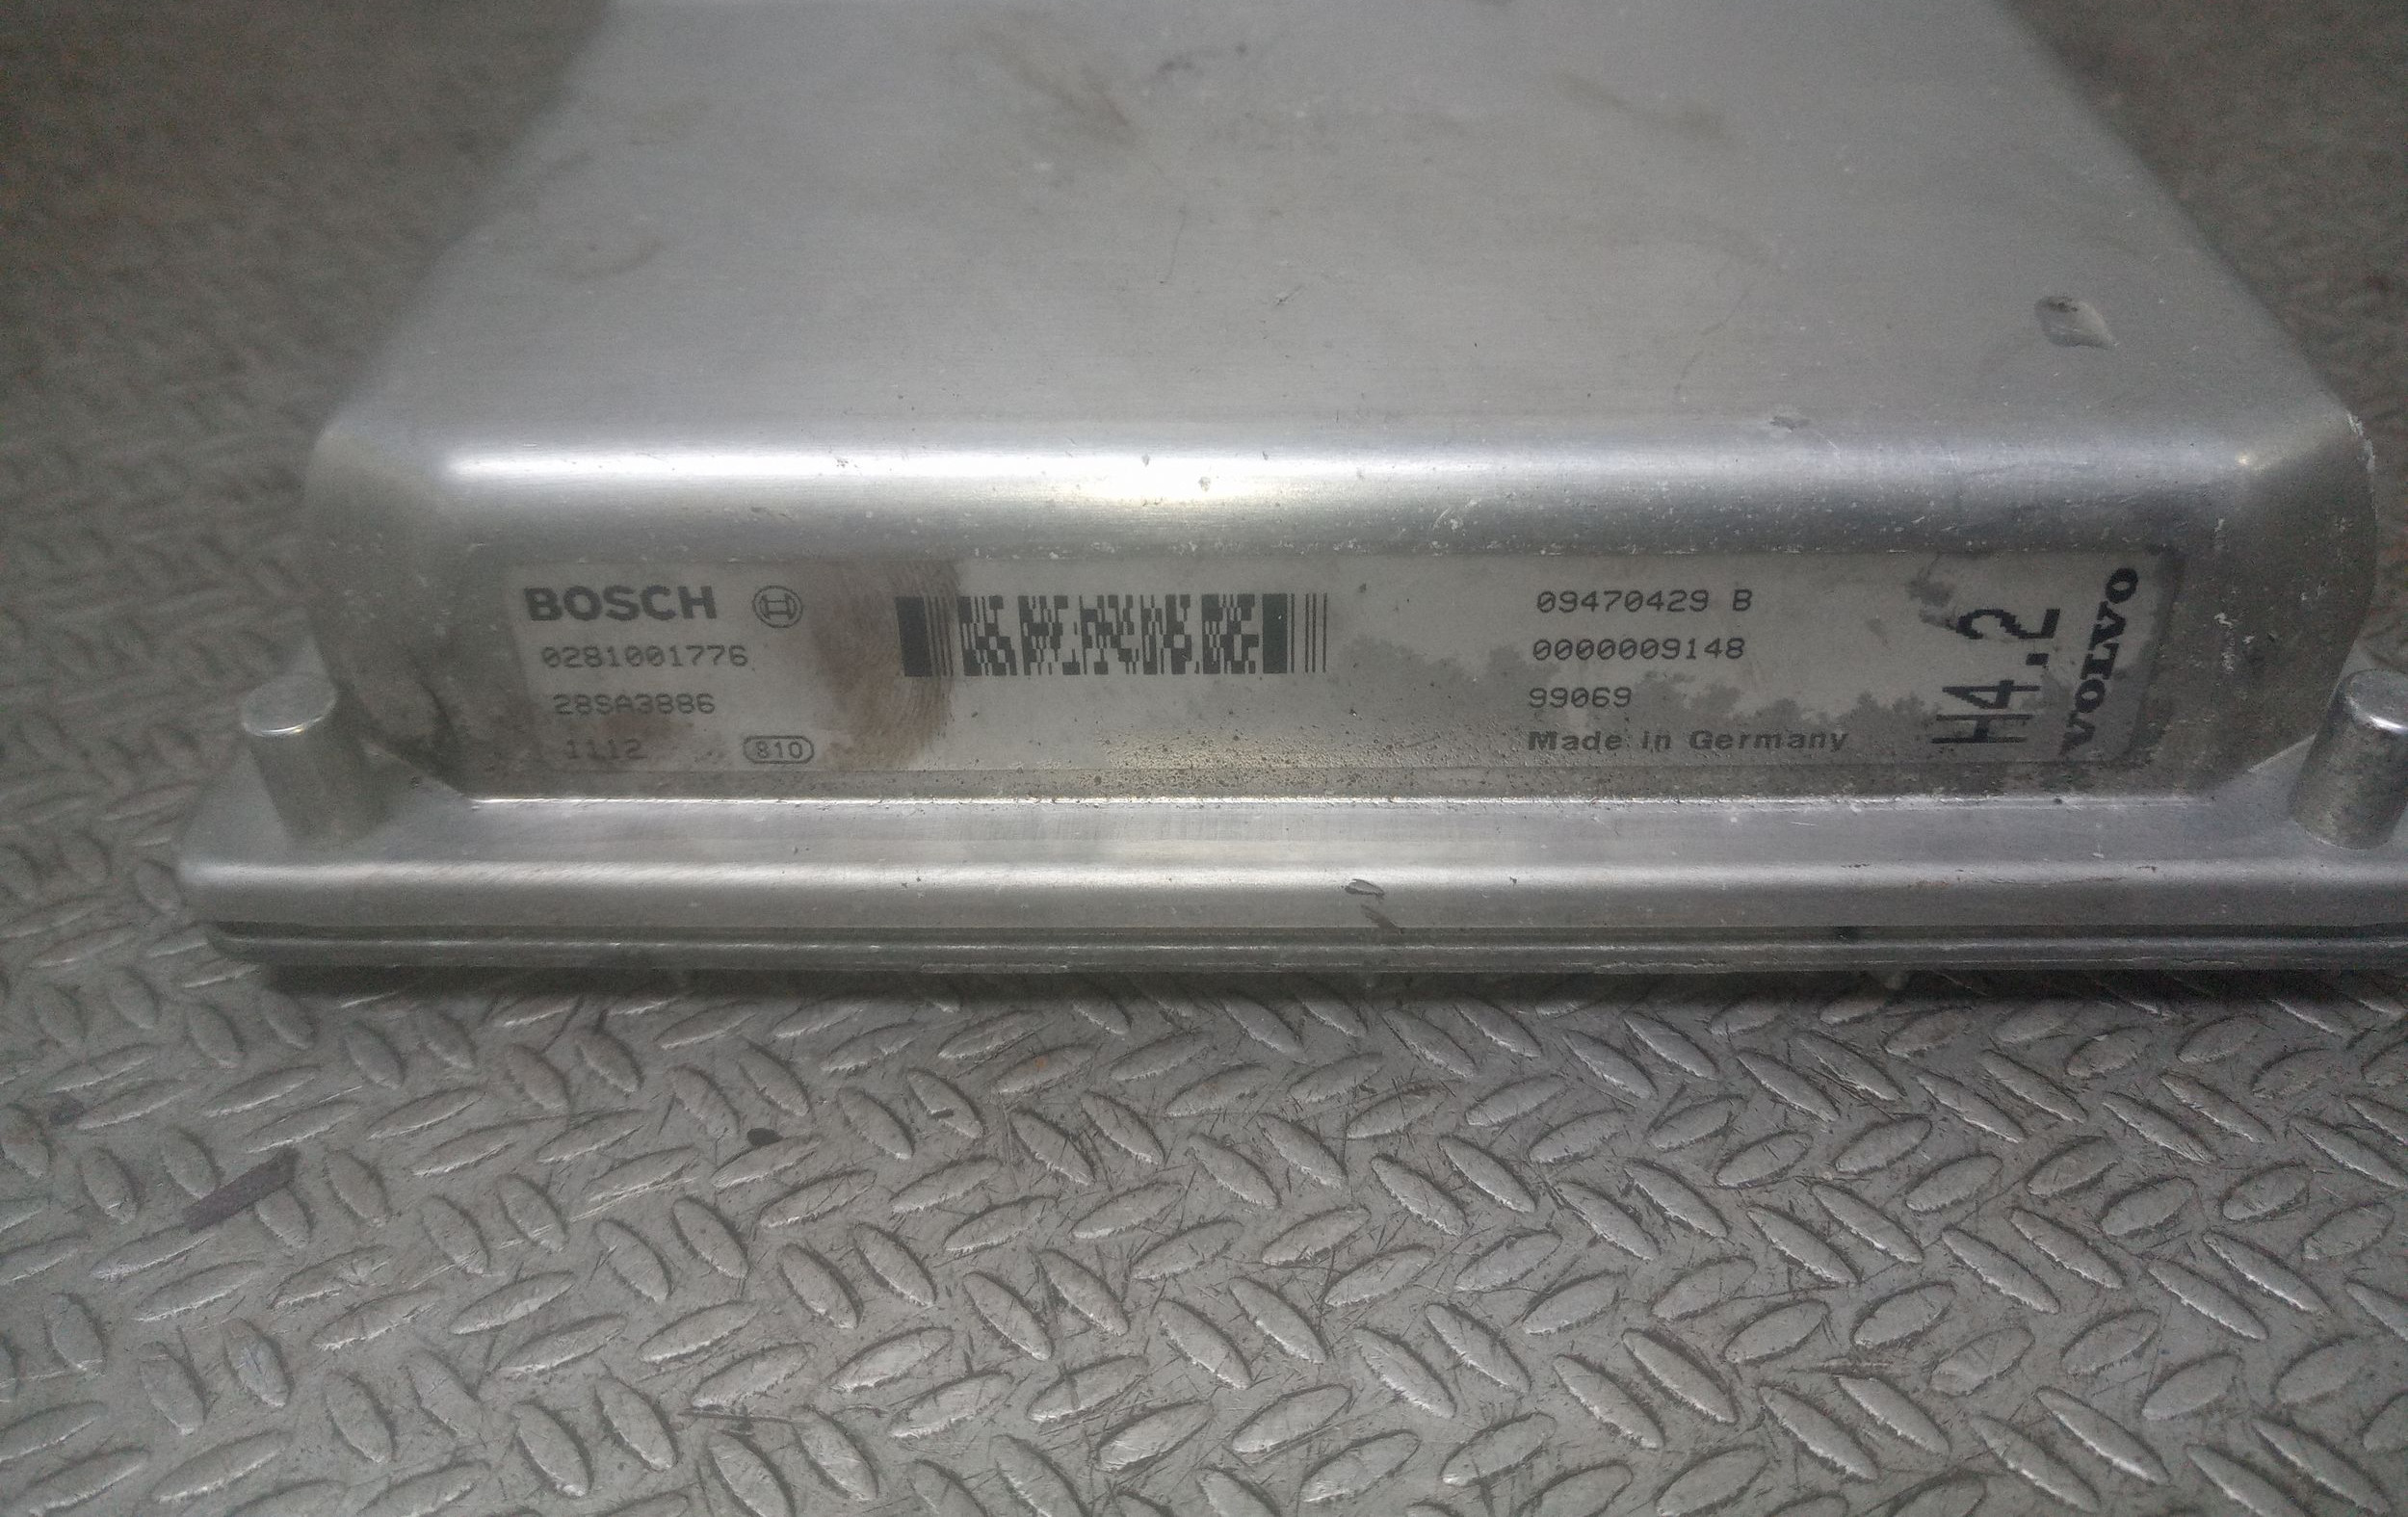 BOSCH
0281001776
28SA3886
1112 810
09470429 B
0000009148
99069
Made in Germany
H4.2
VOLVO